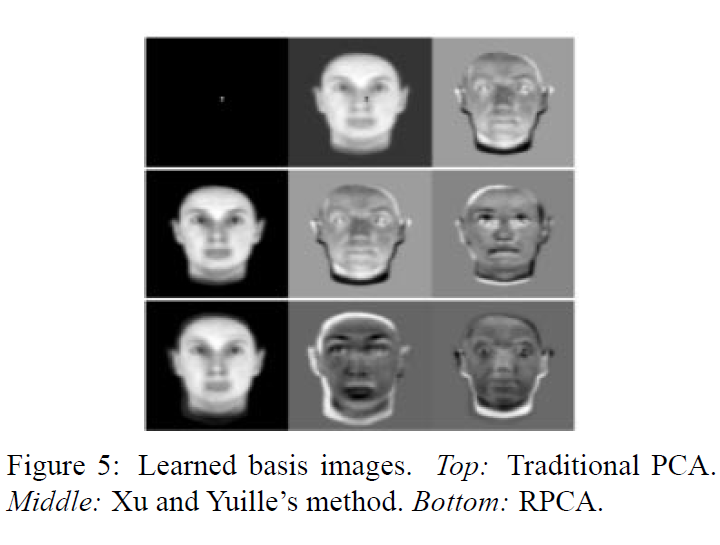 Figure 5: Learned basis images. Top: Traditional PCA.
Middle: Xu and Yuille’s method. Bottom: RPCA.